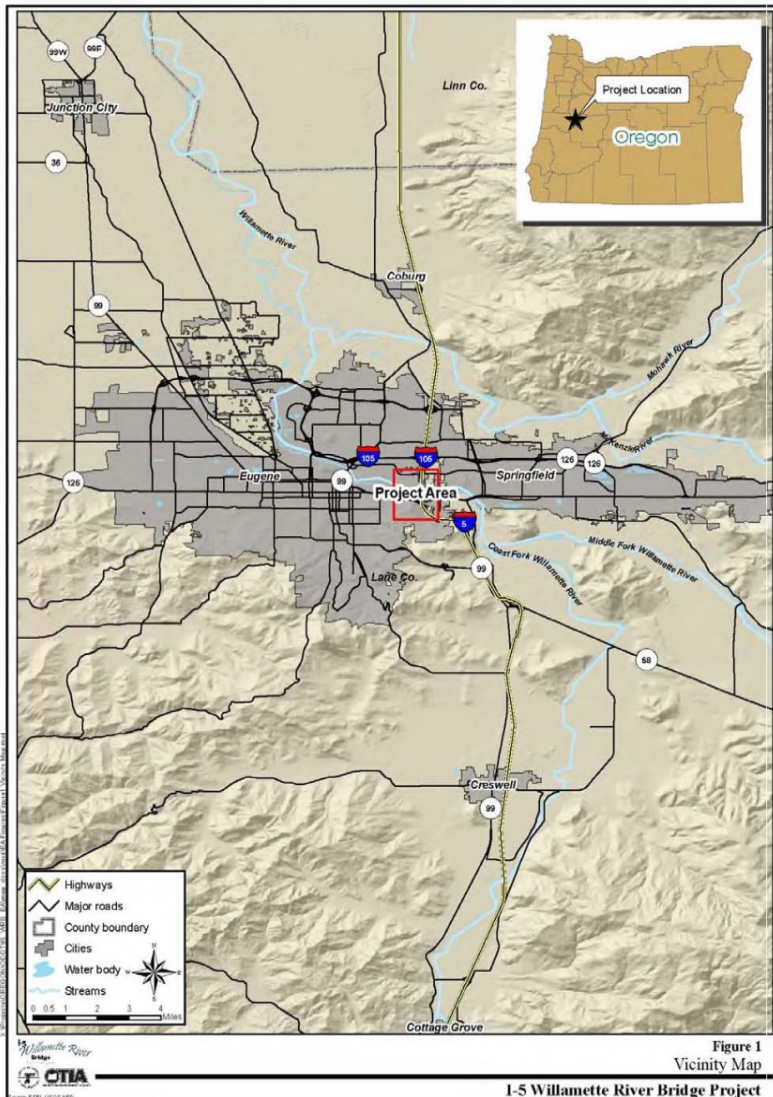 99W
99E
Junction City
Linn Co.
Project Location
Oregon
36
Willamette River
Coburg
99
Mohawk River
McKenzie River
105
105
126
126
126
Eugene
99
Springfield
Project Area
5
Coast Fork Willamette River
Middle Fork Willamette River
99
Lane Co.
58
Creswell
99
Highways
Major roads
County boundary
Cities
Water body
Streams
N
W
E
S
0 0.5 1 2 3 4
Miles
Cottage Grove
I-5
Willamette River
Bridge
OTIA
Figure 1
Vicinity Map
I-5 Willamette River Bridge Project